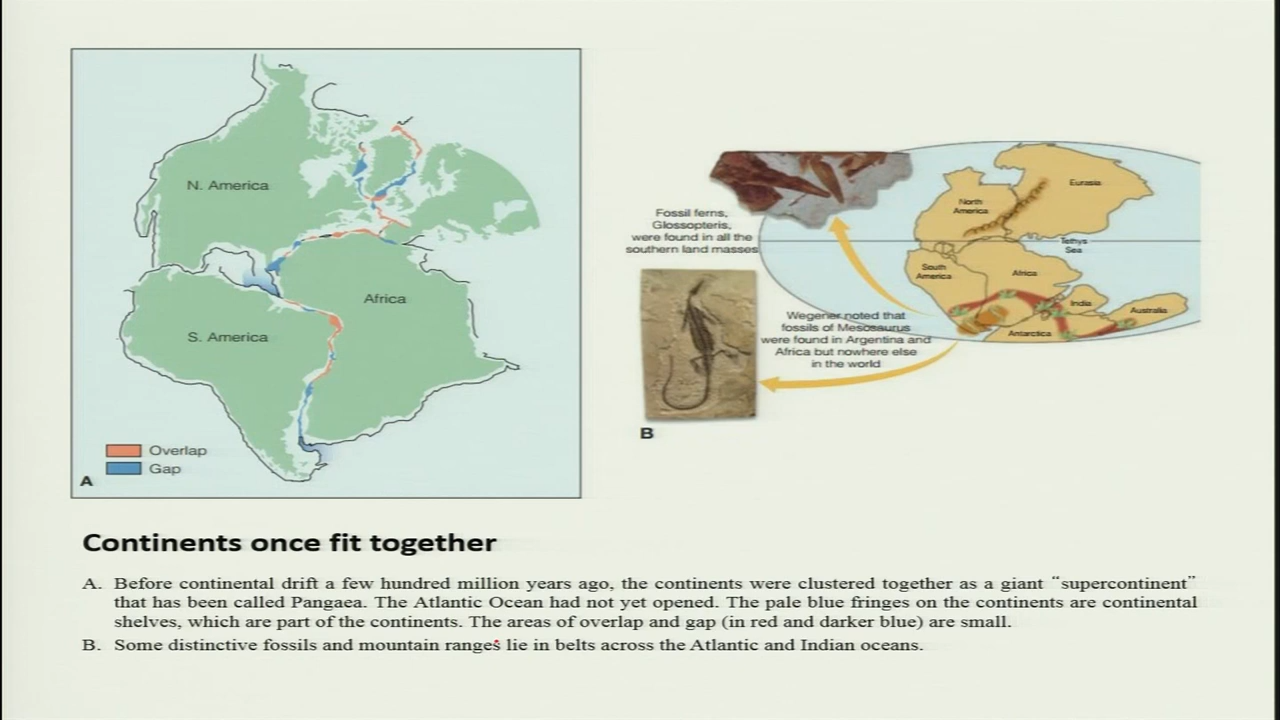 N. America
Africa
S. America
Overlap
Gap
A
Fossil ferns,
Glossopteris,
were found in all the
southern land masses
North
America
Eurasia
Tethys
Sea
South
America
Africa
India
Australia
Antarctica
Wegener noted that
fossils of Mesosaurus
were found in Argentina and
Africa but nowhere else
in the world
B
Continents once fit together
A. Before continental drift a few hundred million years ago, the continents were clustered together as a giant “supercontinent”
that has been called Pangaea. The Atlantic Ocean had not yet opened. The pale blue fringes on the continents are continental
shelves, which are part of the continents. The areas of overlap and gap (in red and darker blue) are small.
B. Some distinctive fossils and mountain ranges lie in belts across the Atlantic and Indian oceans.